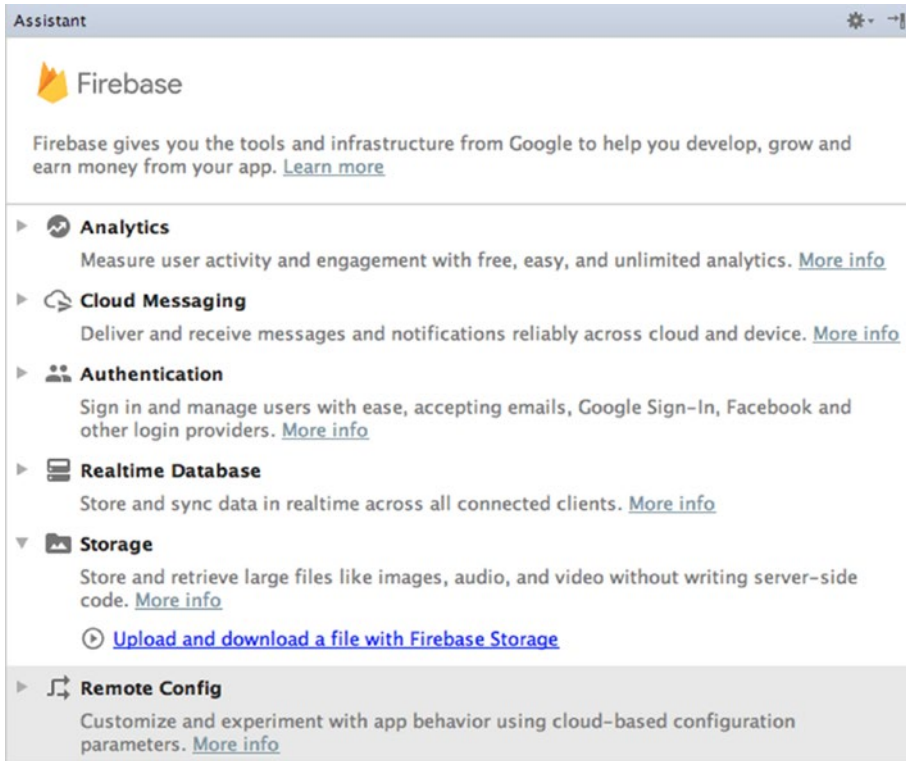 Assistant
Firebase
Firebase gives you the tools and infrastructure from Google to help you develop, grow and
earn money from your app. Learn more
Analytics
Measure user activity and engagement with free, easy, and unlimited analytics. More info
Cloud Messaging
Deliver and receive messages and notifications reliably across cloud and device. More info
Authentication
Sign in and manage users with ease, accepting emails, Google Sign-In, Facebook and
other login providers. More info
Realtime Database
Store and sync data in realtime across all connected clients. More info
Storage
Store and retrieve large files like images, audio, and video without writing server-side
code. More info
Upload and download a file with Firebase Storage
Remote Config
Customize and experiment with app behavior using cloud-based configuration
parameters. More info